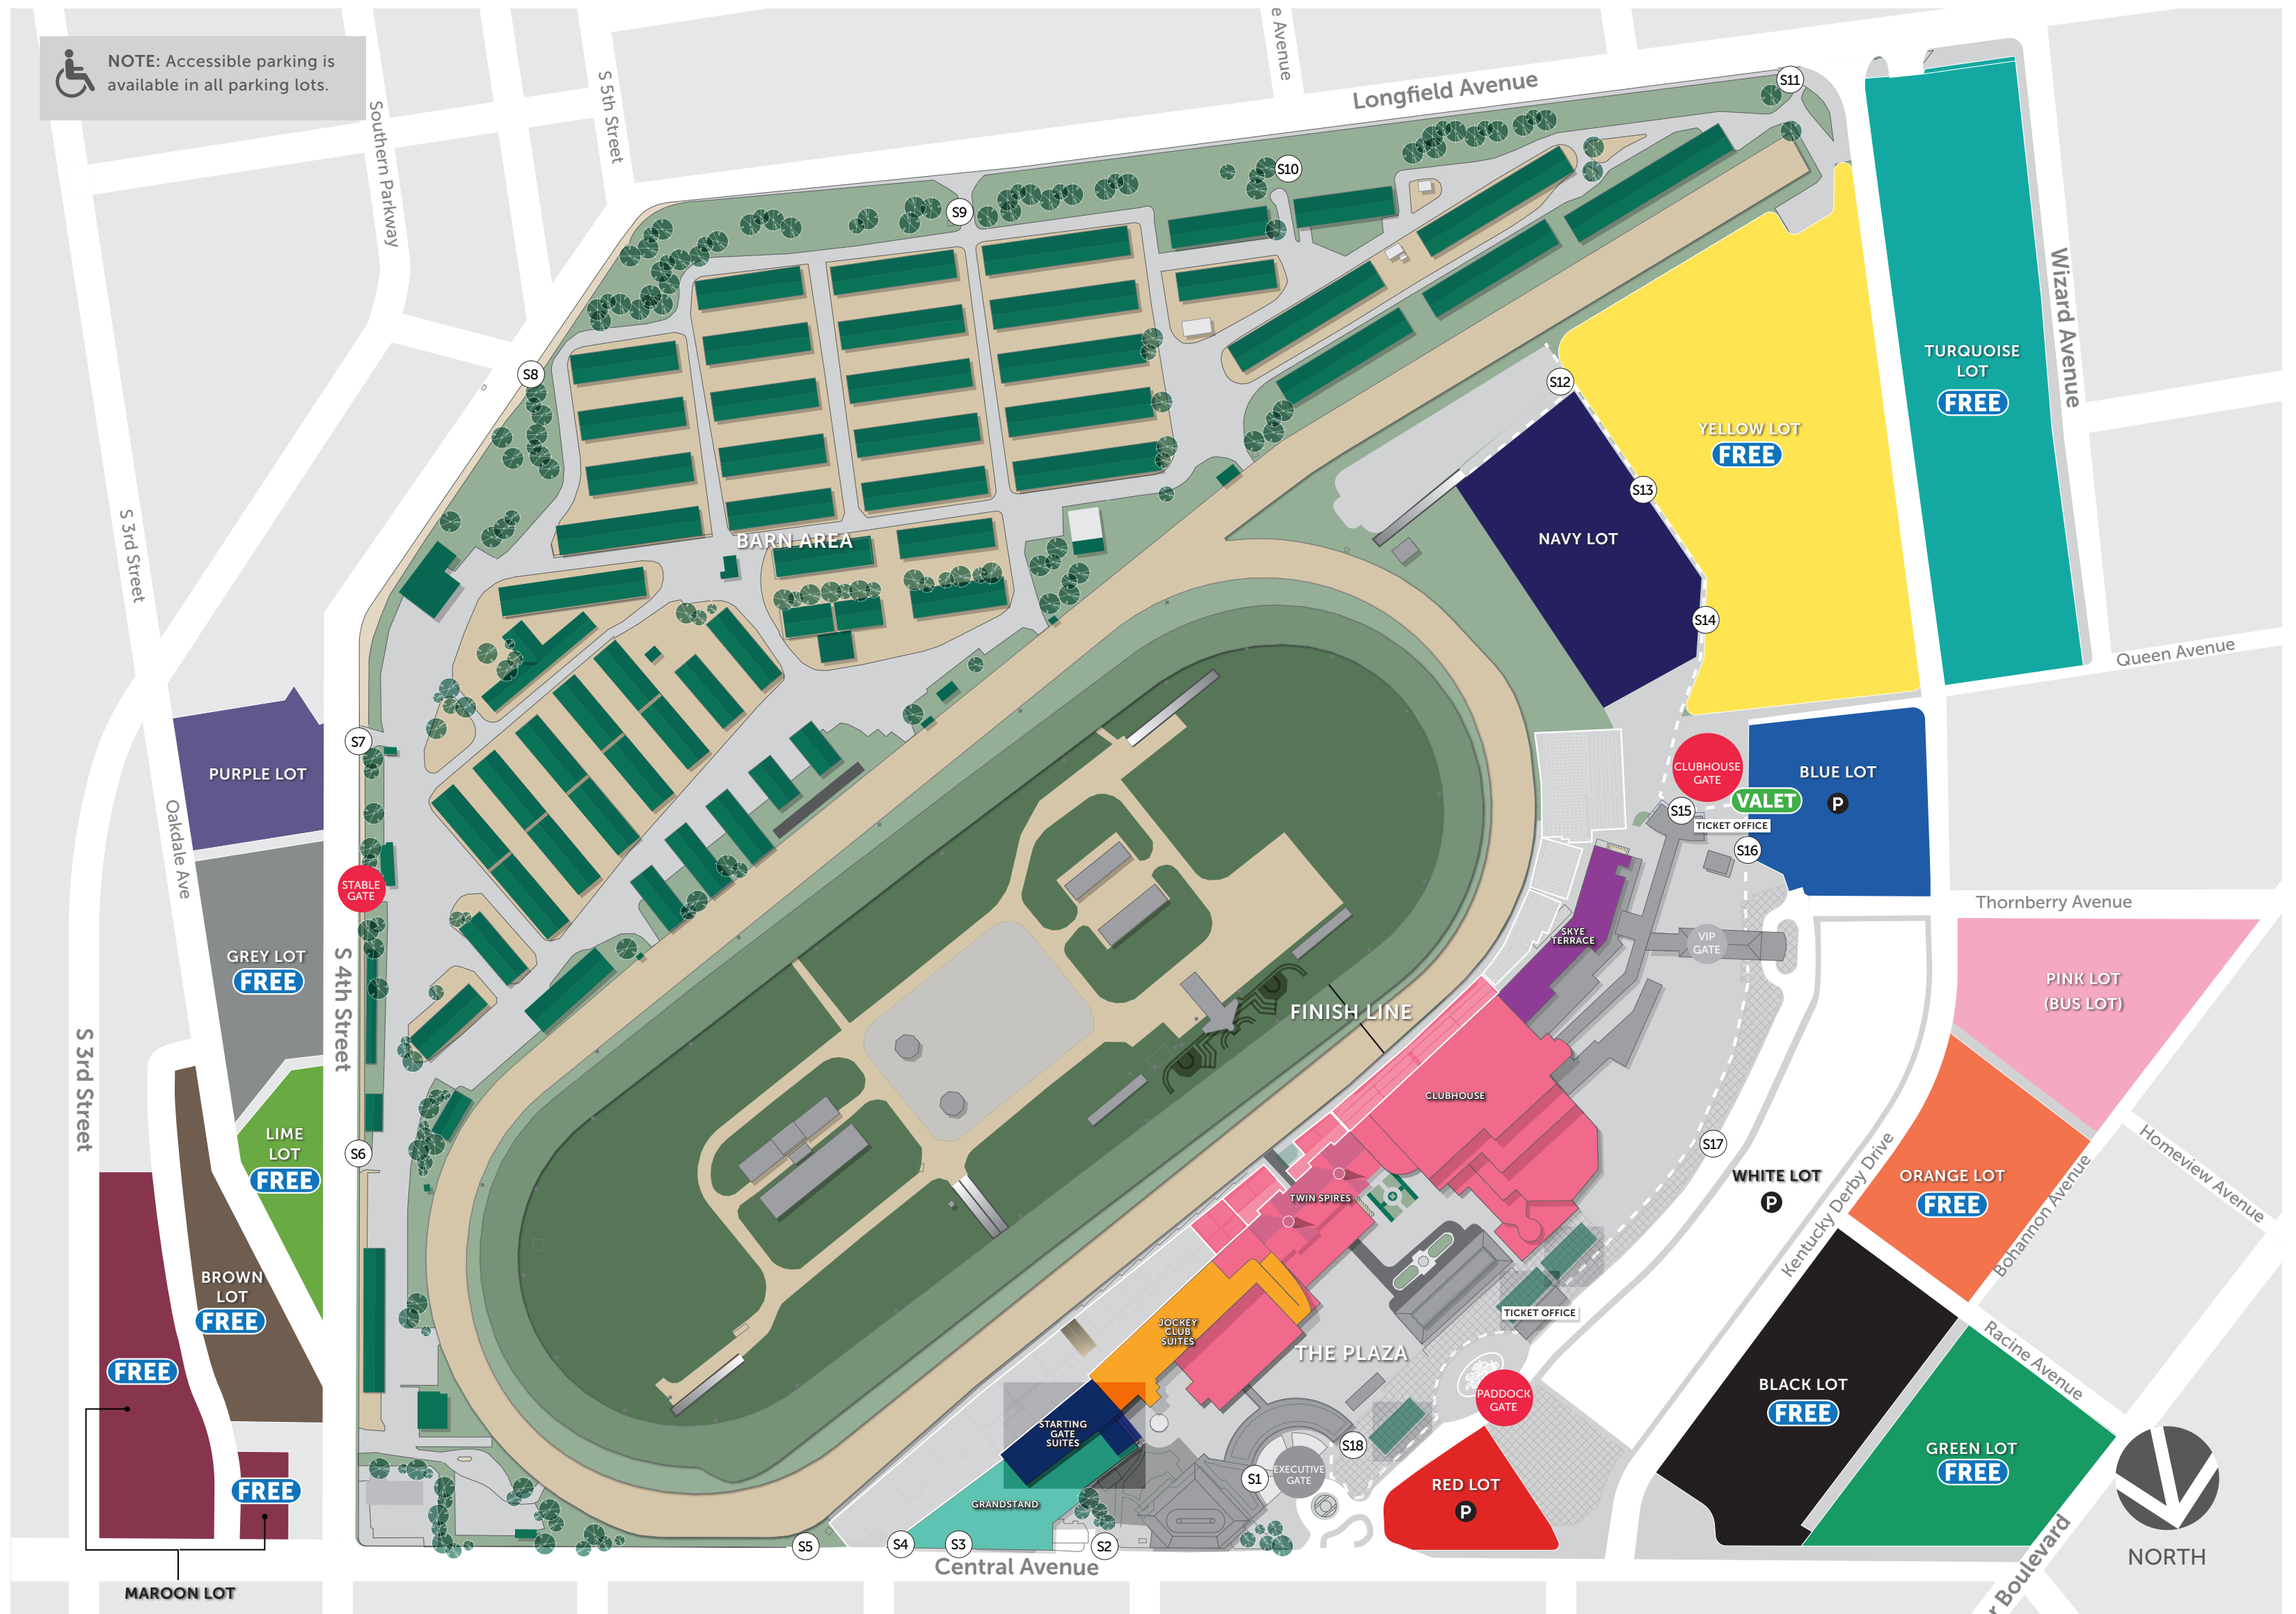 NOTE: Accessible parking is
available in all parking lots.
Southern Parkway
S 5th Street
e Avenue
Longfield Avenue
S11
S10
S9
S8
S12
S13
S14
Wizard Avenue
TURQUOISE
LOT
FREE
YELLOW LOT
FREE
NAVY LOT
BARN AREA
S 3rd Street
Queen Avenue
S7
PURPLE LOT
Oakdale Ave
CLUBHOUSE
GATE
BLUE LOT
VALET
P
S15
TICKET OFFICE
S16
STABLE
GATE
GREY LOT
FREE
S 4th Street
SKYE
TERRACE
VIP
GATE
Thornberry Avenue
PINK LOT
(BUS LOT)
FINISH LINE
S 3rd Street
CLUBHOUSE
LIME
LOT
FREE
S6
S17
WHITE LOT
P
Kentucky Derby Drive
ORANGE LOT
FREE
Bohannon Avenue
Homeview Avenue
TWIN SPIRES
BROWN
LOT
FREE
TICKET OFFICE
JOCKEY
CLUB
SUITES
THE PLAZA
Racine Avenue
FREE
PADDOCK
GATE
BLACK LOT
FREE
STARTING
GATE
SUITES
S18
S1
EXECUTIVE
GATE
GREEN LOT
FREE
RED LOT
P
FREE
GRANDSTAND
S5
S4
S3
S2
Central Avenue
NORTH
r Boulevard
MAROON LOT